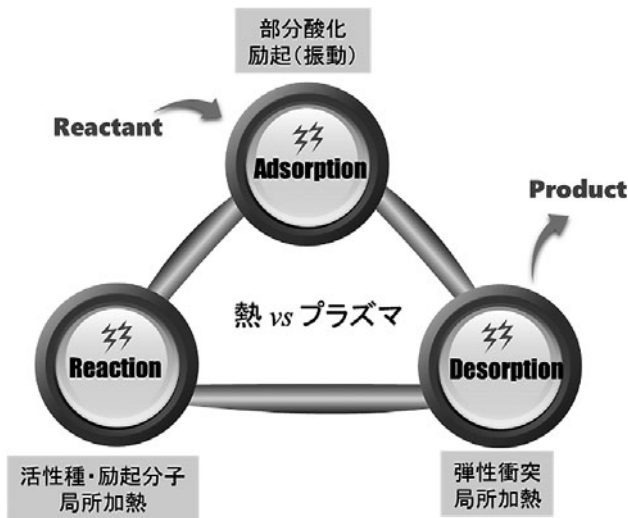 部分酸化
励起(振動)
Reactant
Adsorption
Product
熱 vs プラズマ
Reaction
Desorption
活性種・励起分子
局所加熱
弾性衝突
局所加熱